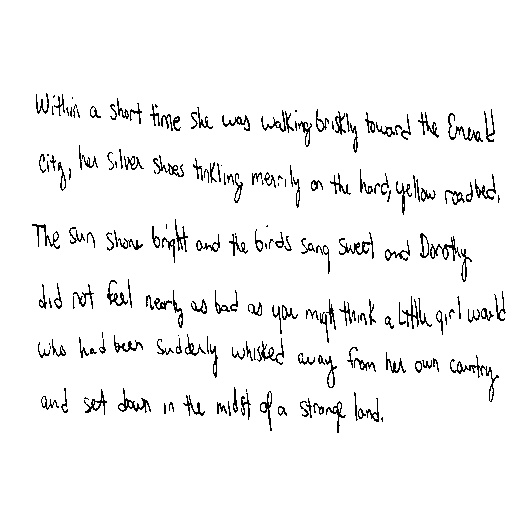 Within a short time she was walking briskly toward the Emerald
City, her Silver Shoes tinkling merrily on the hard, yellow roadbed.
The sun shone bright and the birds sang sweet and Dorothy
did not feel nearly as bad as you might think a little girl would
who had been suddenly whisked away from her own country
and set down in the midst of a strange land.